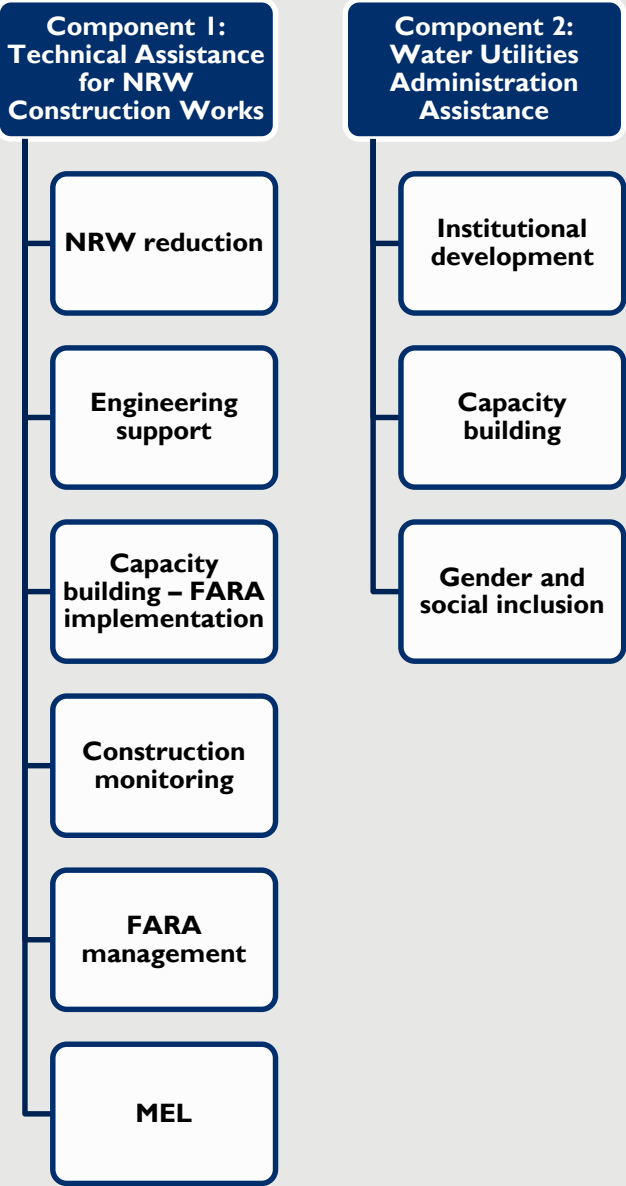 Component 1:
Technical Assistance
for NRW
Construction Works
NRW reduction
Engineering
support
Capacity
building – FARA
implementation
Construction
monitoring
FARA
management
MEL
Component 2:
Water Utilities
Administration
Assistance
Institutional
development
Capacity
building
Gender and
social inclusion